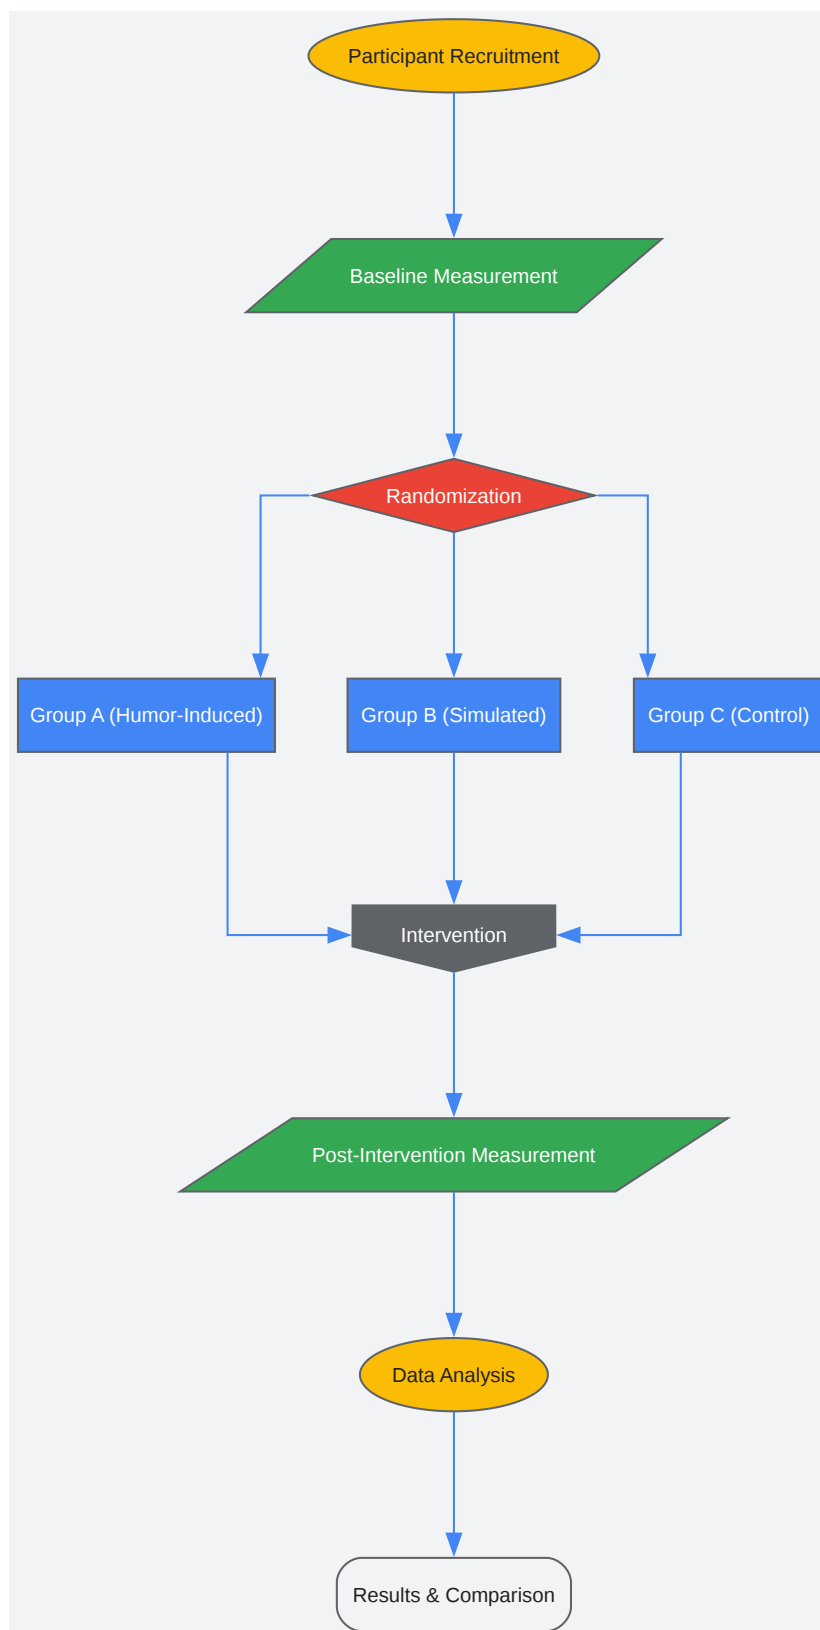 Participant Recruitment
Baseline Measurement
Randomization
Group A (Humor-Induced)
Group B (Simulated)
Group C (Control)
Intervention
Post-Intervention Measurement
Data Analysis
Results & Comparison